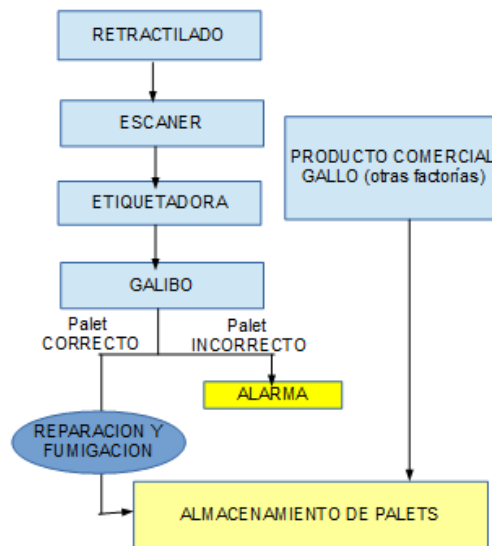 RETRACTILADO
ESCANER
PRODUCTO COMERCIAL
GALLO (otras factorías)
ETIQUETADORA
GALIBO
Palet
CORRECTO
Palet
INCORRECTO
ALARMA
REPARACION Y
FUMIGACION
ALMACENAMIENTO DE PALETS